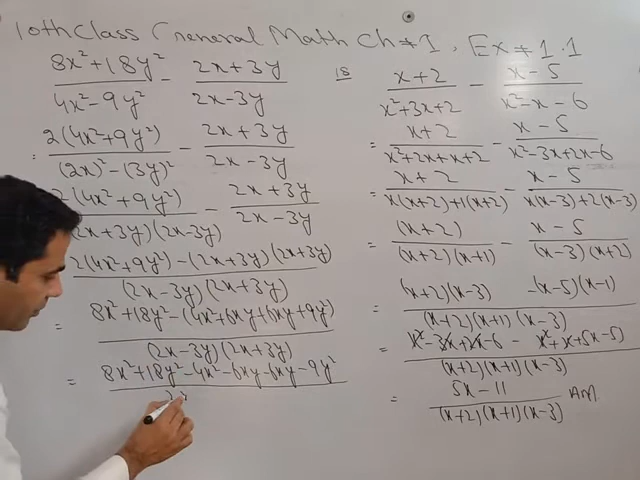 10th Class General Math Ch # 1, Ex # 1.1
(8x²+18y²)/(4x²-9y²) - (2x+3y)/(2x-3y)
= 2(4x²+9y²)/((2x)²-(3y)²) - (2x+3y)/(2x-3y)
2(4x²+9y²)/((2x+3y)(2x-3y)) - (2x+3y)/(2x-3y)
(2(4x²+9y²)-(2x+3y)(2x+3y))/((2x-3y)(2x+3y))
= (8x²+18y²-(4x²+6xy+6xy+9y²))/((2x-3y)(2x+3y))
= 8x²+18y²-4x²-6xy-6xy-9y²
(x+2)/(x²+3x+2) - (x-5)/(x²-x-6)
= (x+2)/(x²+2x+x+2) - (x-5)/(x²-3x+2x-6)
= (x+2)/(x(x+2)+1(x+2)) - (x-5)/(x(x-3)+2(x-3))
= (x+2)/((x+2)(x+1)) - (x-5)/((x-3)(x+2))
= ((x+2)(x-3) -(x-5)(x-1))/((x+2)(x+1)(x-3))
= (x²-3x+2x-6 - x²+x+5x-5)/((x+2)(x+1)(x-3))
= (5x-11)/((x+2)(x+1)(x-3)) Ans